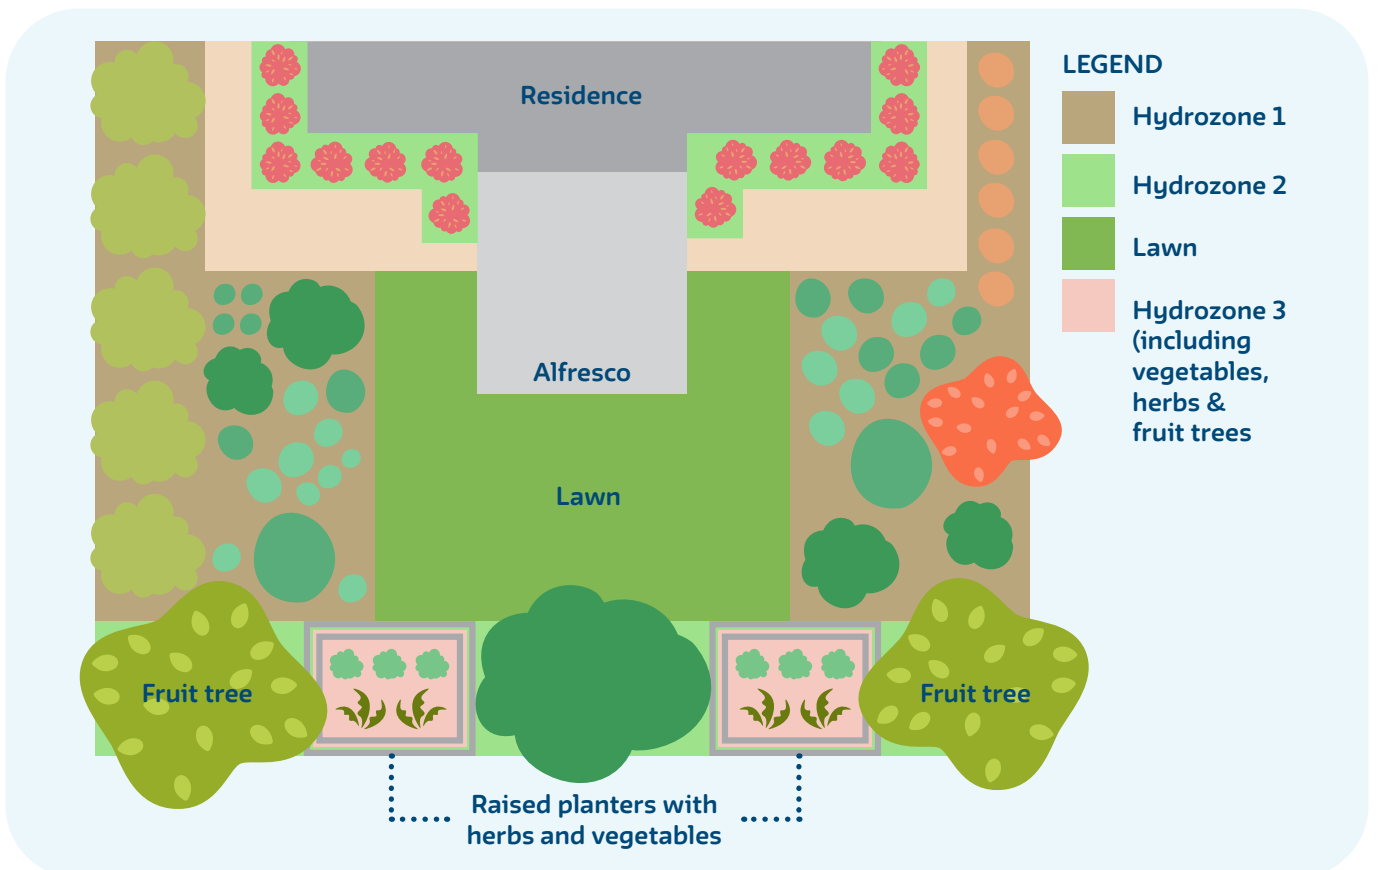 Residence
Alfresco
Lawn
Fruit tree
Fruit tree
Raised planters with
herbs and vegetables
LEGEND
Hydrozone 1
Hydrozone 2
Lawn
Hydrozone 3
(including
vegetables,
herbs &
fruit trees